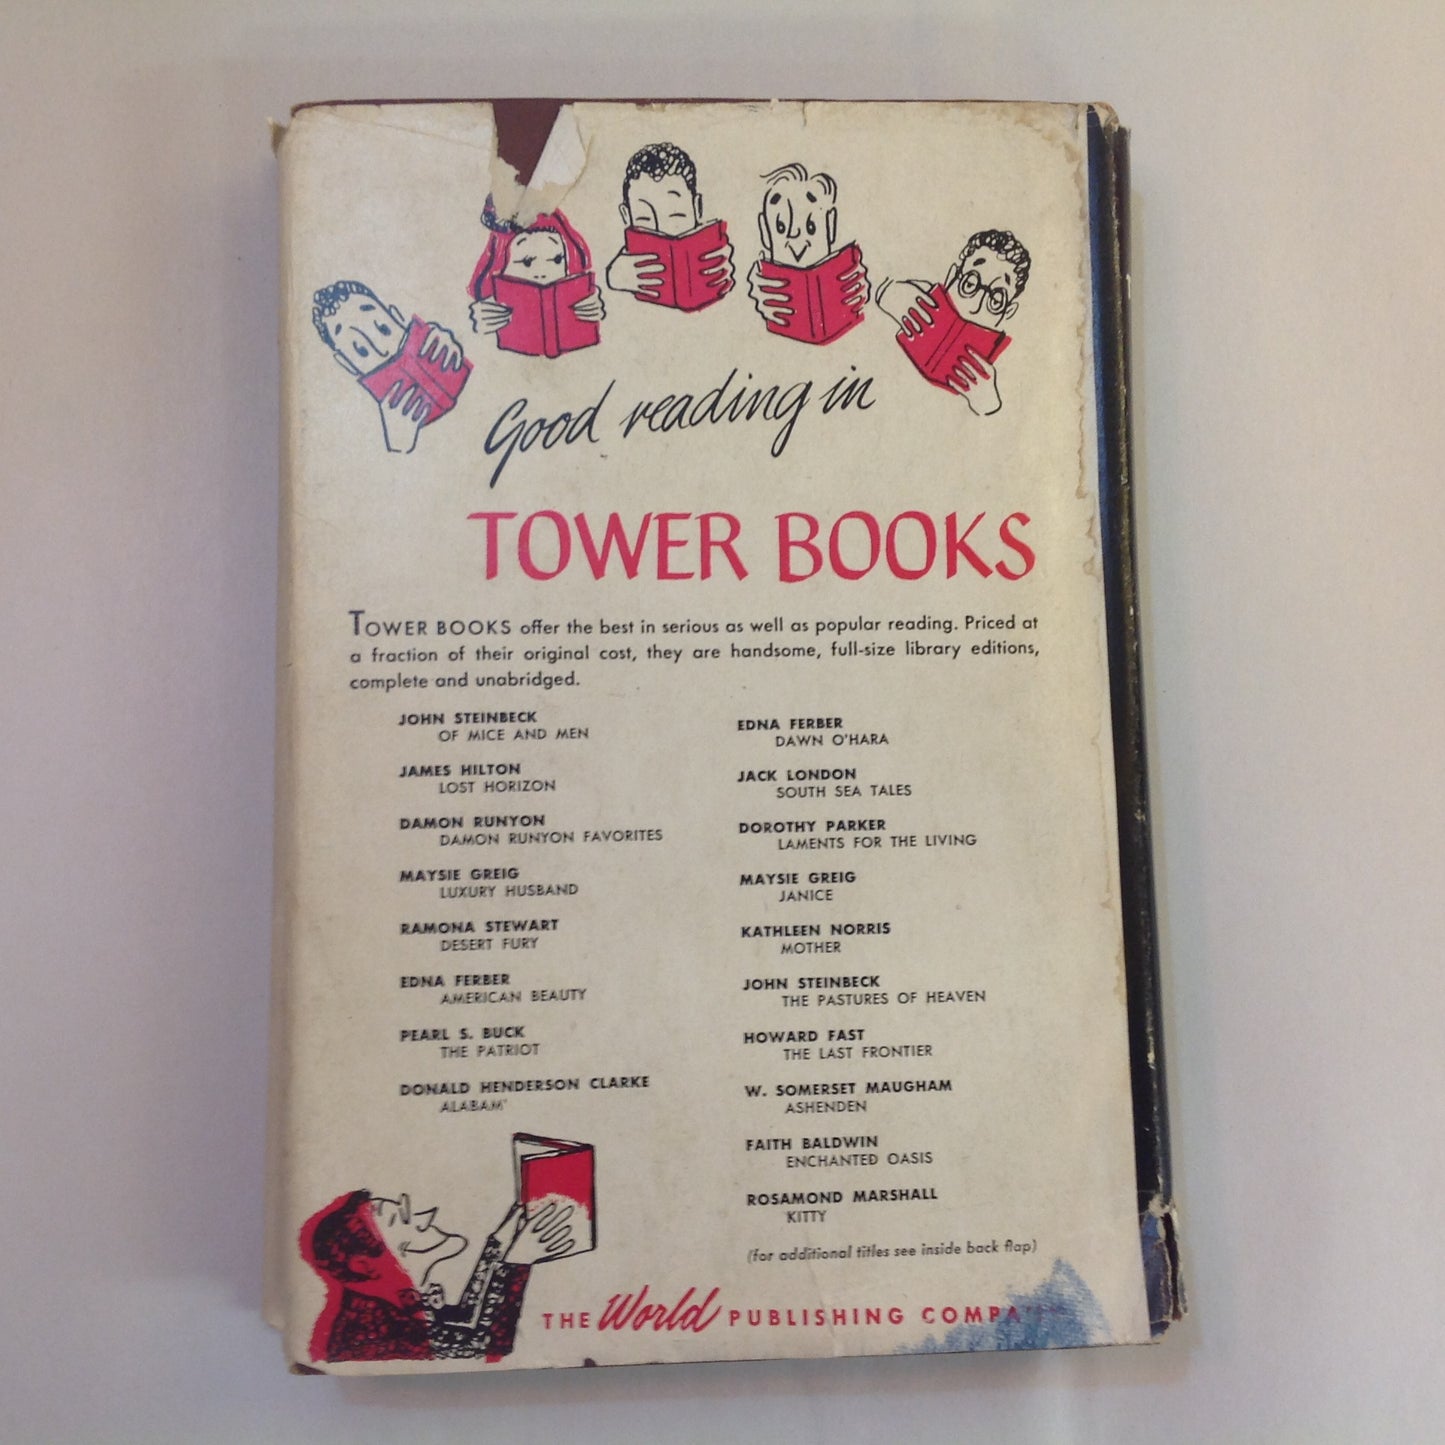 Good reading in
TOWER BOOKS
TOWER BOOKS offer the best in serious as well as popular reading. Priced at
a fraction of their original cost, they are handsome, full-size library editions,
complete and unabridged.
JOHN STEINBECK
OF MICE AND MEN
JAMES HILTON
LOST HORIZON
DAMON RUNYON
DAMON RUNYON FAVORITES
MAYSIE GREIG
LUXURY HUSBAND
RAMONA STEWART
DESERT FURY
EDNA FERBER
AMERICAN BEAUTY
PEARL S. BUCK
THE PATRIOT
DONALD HENDERSON CLARKE
ALABAM'
EDNA FERBER
DAWN O'HARA
JACK LONDON
SOUTH SEA TALES
DOROTHY PARKER
LAMENTS FOR THE LIVING
MAYSIE GREIG
JANICE
KATHLEEN NORRIS
MOTHER
JOHN STEINBECK
THE PASTURES OF HEAVEN
HOWARD FAST
THE LAST FRONTIER
W. SOMERSET MAUGHAM
ASHENDEN
FAITH BALDWIN
ENCHANTED OASIS
ROSAMOND MARSHALL
KITTY
(for additional titles see inside back flap)
THE World PUBLISHING COMPANY